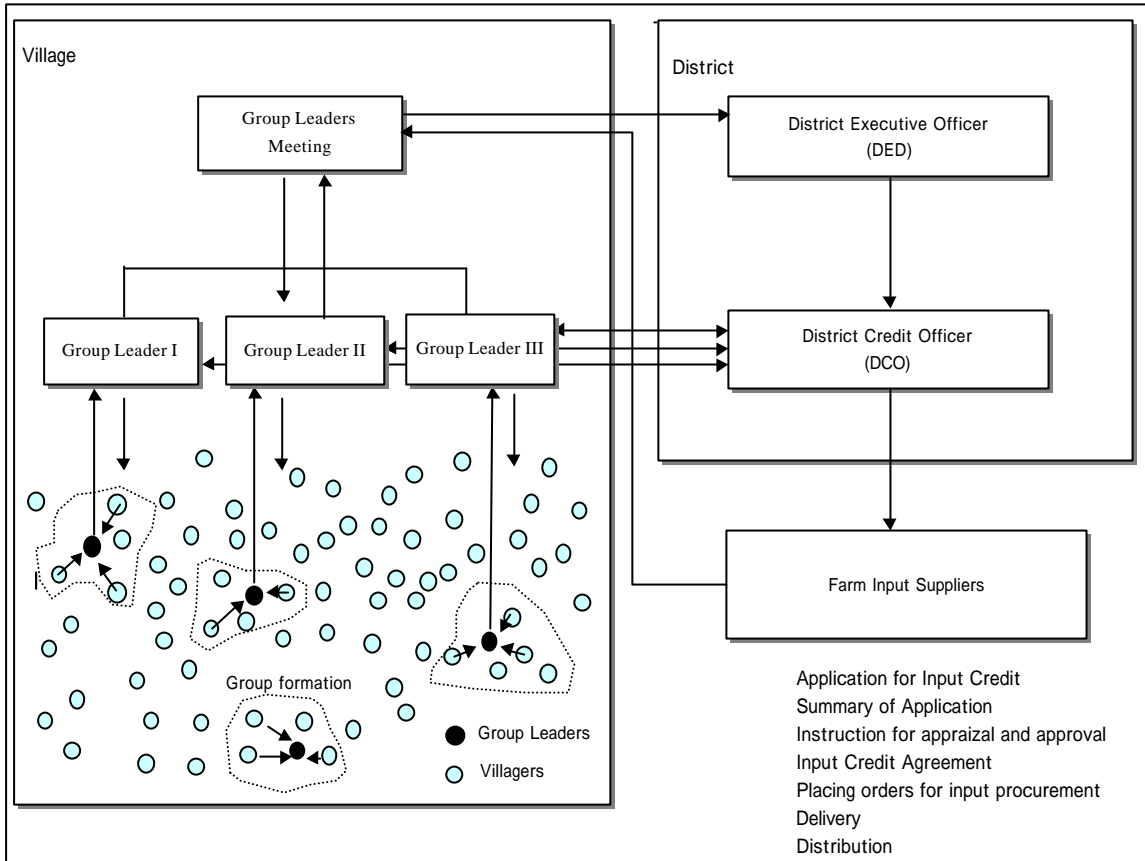 Village
District
Group Leaders
Meeting
District Executive Officer
(DED)
Group Leader I
Group Leader II
Group Leader III
District Credit Officer
(DCO)
Farm Input Suppliers
Group formation
Group Leaders
Villagers
Application for Input Credit
Summary of Application
Instruction for appraizal and approval
Input Credit Agreement
Placing orders for input procurement
Delivery
Distribution